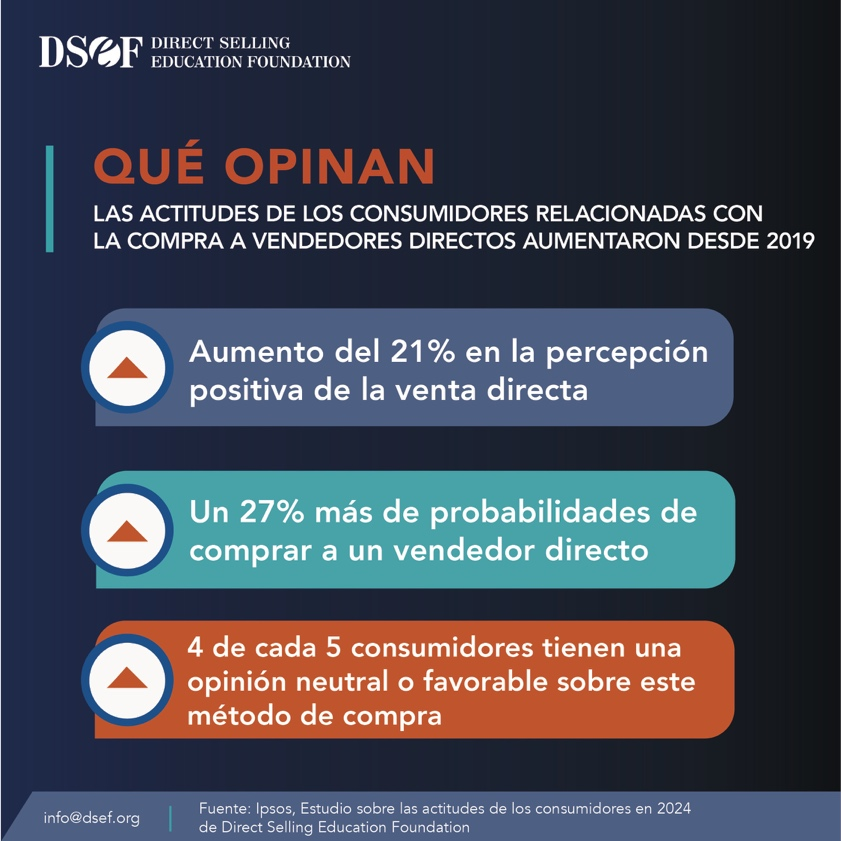 DSEF DIRECT SELLING
EDUCATION FOUNDATION
QUÉ OPINAN
LAS ACTITUDES DE LOS CONSUMIDORES RELACIONADAS CON
LA COMPRA A VENDEDORES DIRECTOS AUMENTARON DESDE 2019
Aumento del 21% en la percepción
positiva de la venta directa
Un 27% más de probabilidades de
comprar a un vendedor directo
4 de cada 5 consumidores tienen una
opinión neutral o favorable sobre este
método de compra
info@dsef.org
Fuente: Ipsos, Estudio sobre las actitudes de los consumidores en 2024
de Direct Selling Education Foundation